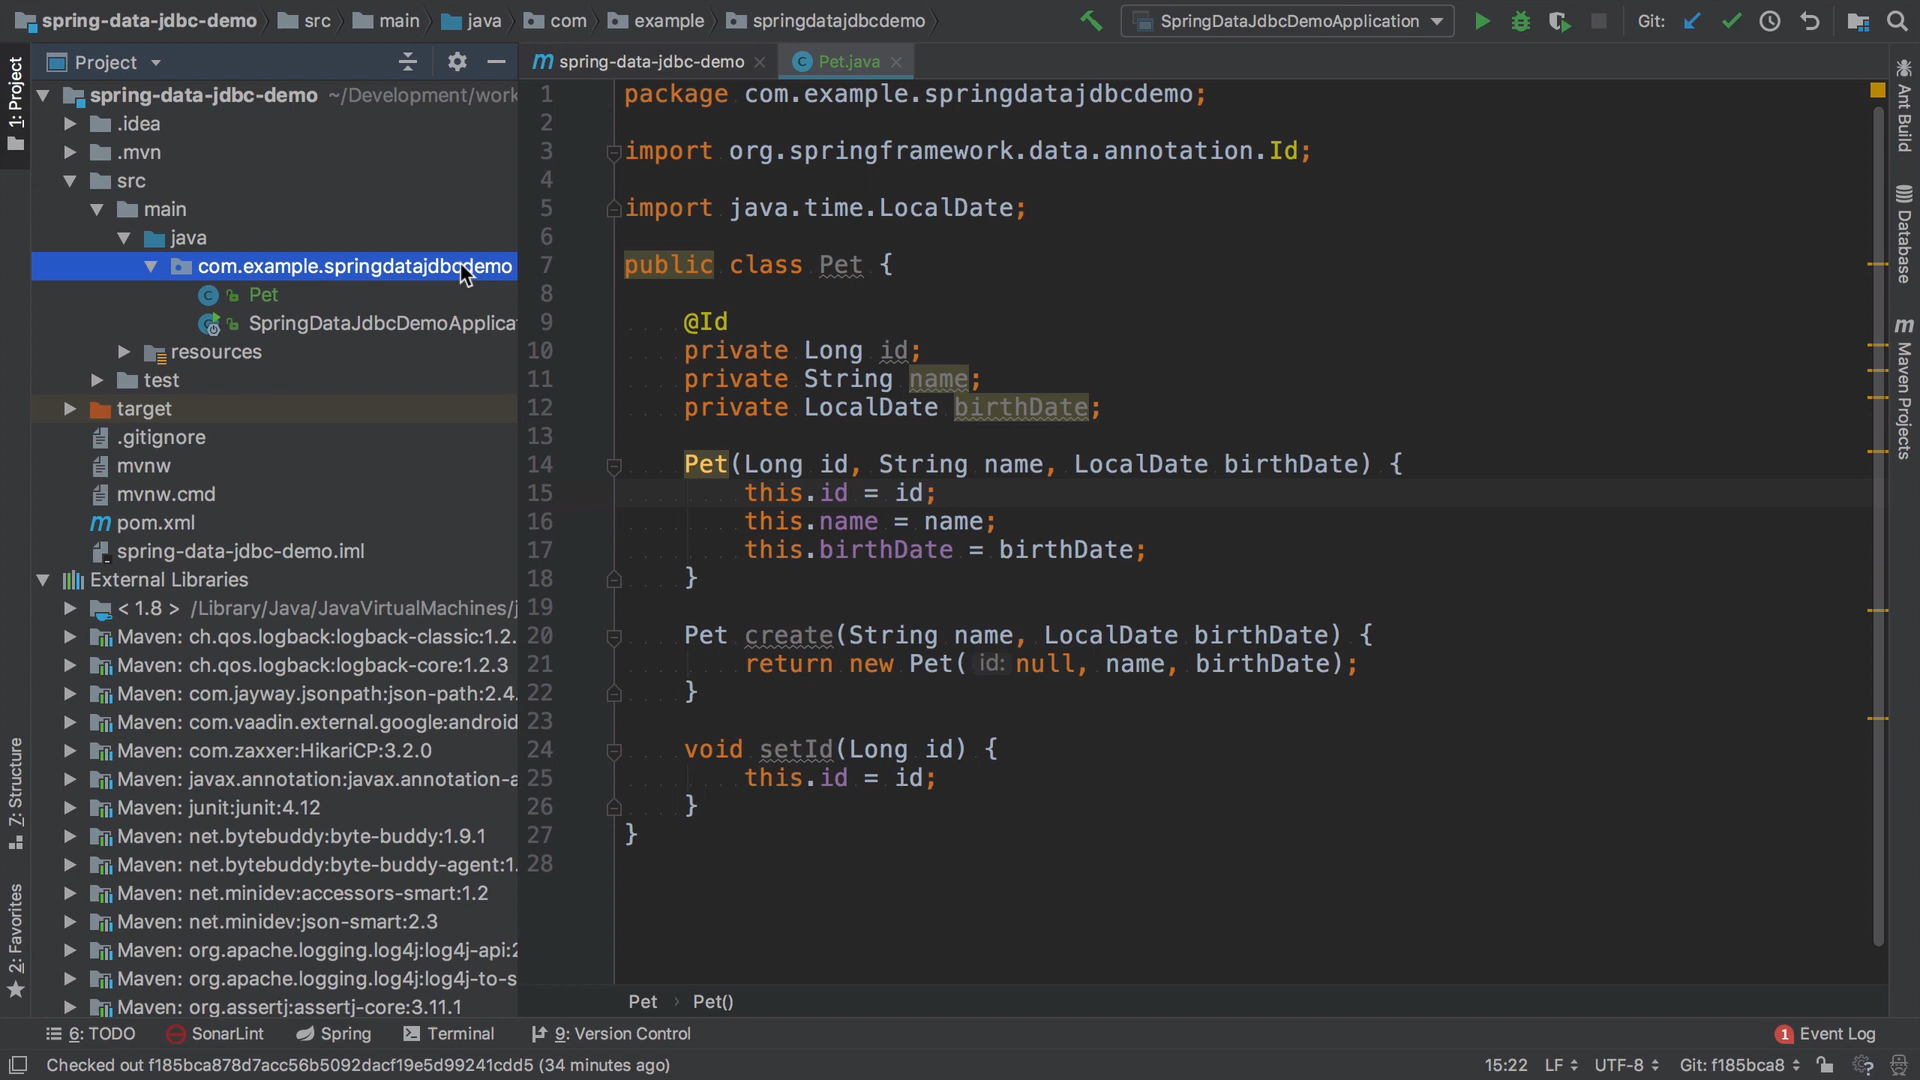 spring-data-jdbc-demo src main java com example springdatajdbcdemo SpringDataJdbcDemoApplication Git:
Project
spring-data-jdbc-demo Pet.java
1: Project
spring-data-jdbc-demo ~/Development/work
.idea
.mvn
src
main
java
com.example.springdatajdbcdemo
Pet
SpringDataJdbcDemoApplica
resources
test
target
.gitignore
mvnw
mvnw.cmd
pom.xml
spring-data-jdbc-demo.iml
External Libraries
< 1.8 > /Library/Java/JavaVirtualMachines/j
Maven: ch.qos.logback:logback-classic:1.2.
Maven: ch.qos.logback:logback-core:1.2.3
Maven: com.jayway.jsonpath:json-path:2.4.
Maven: com.vaadin.external.google:android
Maven: com.zaxxer:HikariCP:3.2.0
Maven: javax.annotation:javax.annotation-a
Maven: junit:junit:4.12
Maven: net.bytebuddy:byte-buddy:1.9.1
Maven: net.bytebuddy:byte-buddy-agent:1.
Maven: net.minidev:accessors-smart:1.2
Maven: net.minidev:json-smart:2.3
Maven: org.apache.logging.log4j:log4j-api:2
Maven: org.apache.logging.log4j:log4j-to-s
Maven: org.assertj:assertj-core:3.11.1
7: Structure
2: Favorites
1 package com.example.springdatajdbcdemo;
2
3 import org.springframework.data.annotation.Id;
4
5 import java.time.LocalDate;
6
7 public class Pet {
8
9 @Id
10 private Long id;
11 private String name;
12 private LocalDate birthDate;
13
14 Pet(Long id, String name, LocalDate birthDate) {
15 this.id = id;
16 this.name = name;
17 this.birthDate = birthDate;
18 }
19
20 Pet create(String name, LocalDate birthDate) {
21 return new Pet( id: null, name, birthDate);
22 }
23
24 void setId(Long id) {
25 this.id = id;
26 }
27 }
28
Pet › Pet()
Ant Build
Database
Maven Projects
6: TODO SonarLint Spring Terminal 9: Version Control 1 Event Log
Checked out f185bca878d7acc56b5092dacf19e5d99241cdd5 (34 minutes ago) 15:22 LF UTF-8 Git: f185bca8